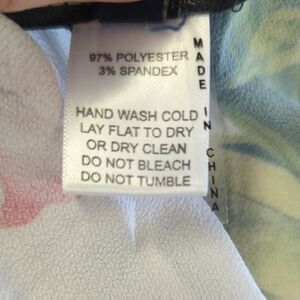 97% POLYESTER
3% SPANDEX
HAND WASH COLD
LAY FLAT TO DRY
OR DRY CLEAN
DO NOT BLEACH
DO NOT TUMBLE
MADE IN CHINA